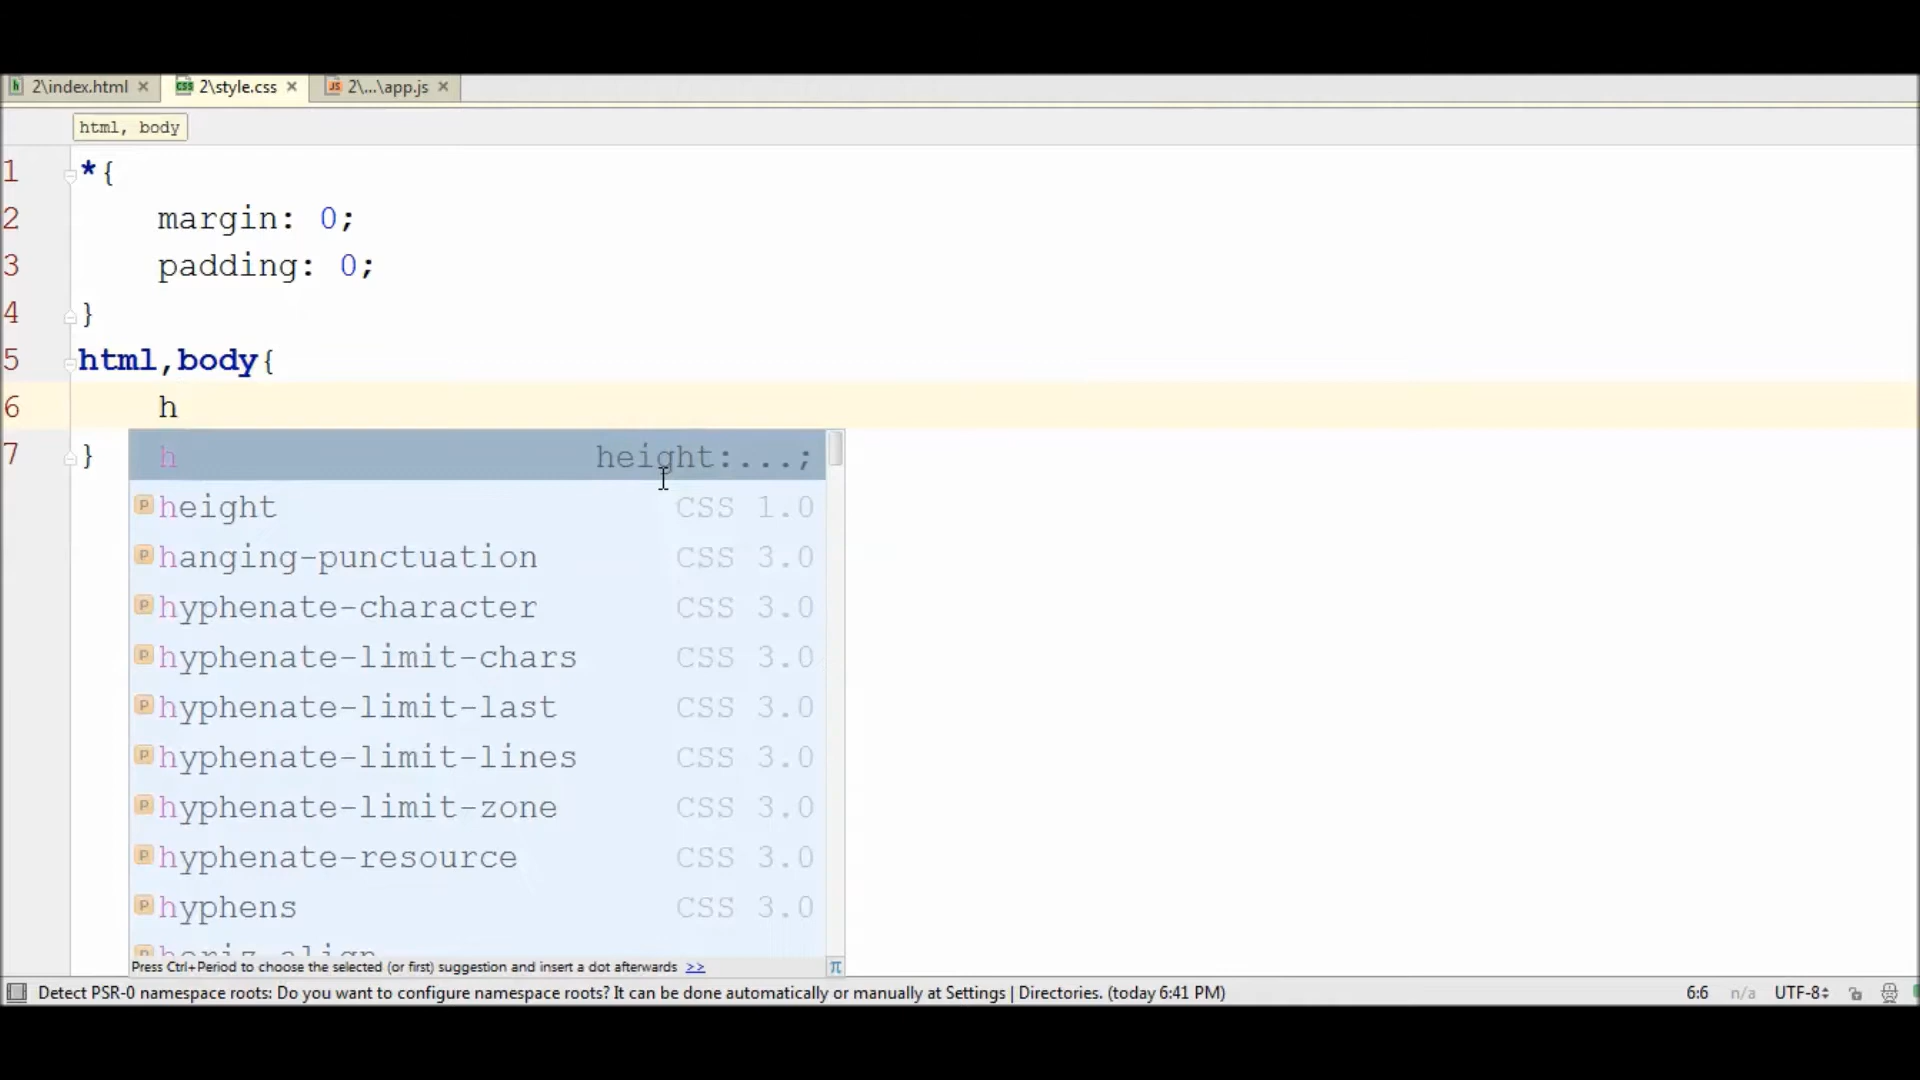 2\index.html
2\style.css
2\...\app.js
html, body
1 *{
2 margin: 0;
3 padding: 0;
4 }
5 html,body{
6 h
7 }
h height:...;
height CSS 1.0
hanging-punctuation CSS 3.0
hyphenate-character CSS 3.0
hyphenate-limit-chars CSS 3.0
hyphenate-limit-last CSS 3.0
hyphenate-limit-lines CSS 3.0
hyphenate-limit-zone CSS 3.0
hyphenate-resource CSS 3.0
hyphens CSS 3.0
horiz-align
Press Ctrl+Period to choose the selected (or first) suggestion and insert a dot afterwards >> π
Detect PSR-0 namespace roots: Do you want to configure namespace roots? It can be done automatically or manually at Settings | Directories. (today 6:41 PM) 6:6 n/a UTF-8